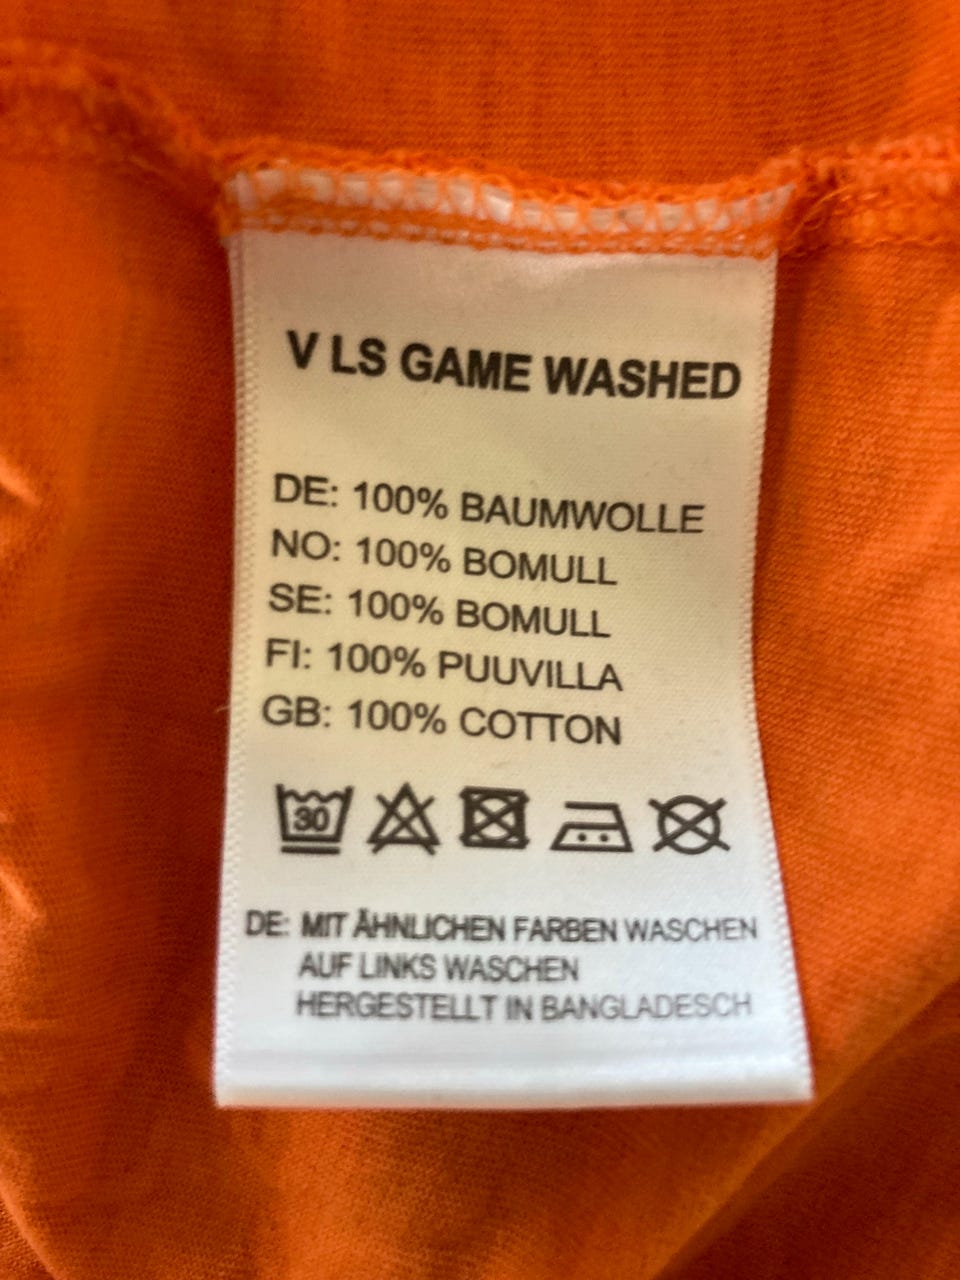 V LS GAME WASHED
DE: 100% BAUMWOLLE
NO: 100% BOMULL
SE: 100% BOMULL
FI: 100% PUUVILLA
GB: 100% COTTON
30
DE: MIT ÄHNLICHEN FARBEN WASCHEN
AUF LINKS WASCHEN
HERGESTELLT IN BANGLADESCH